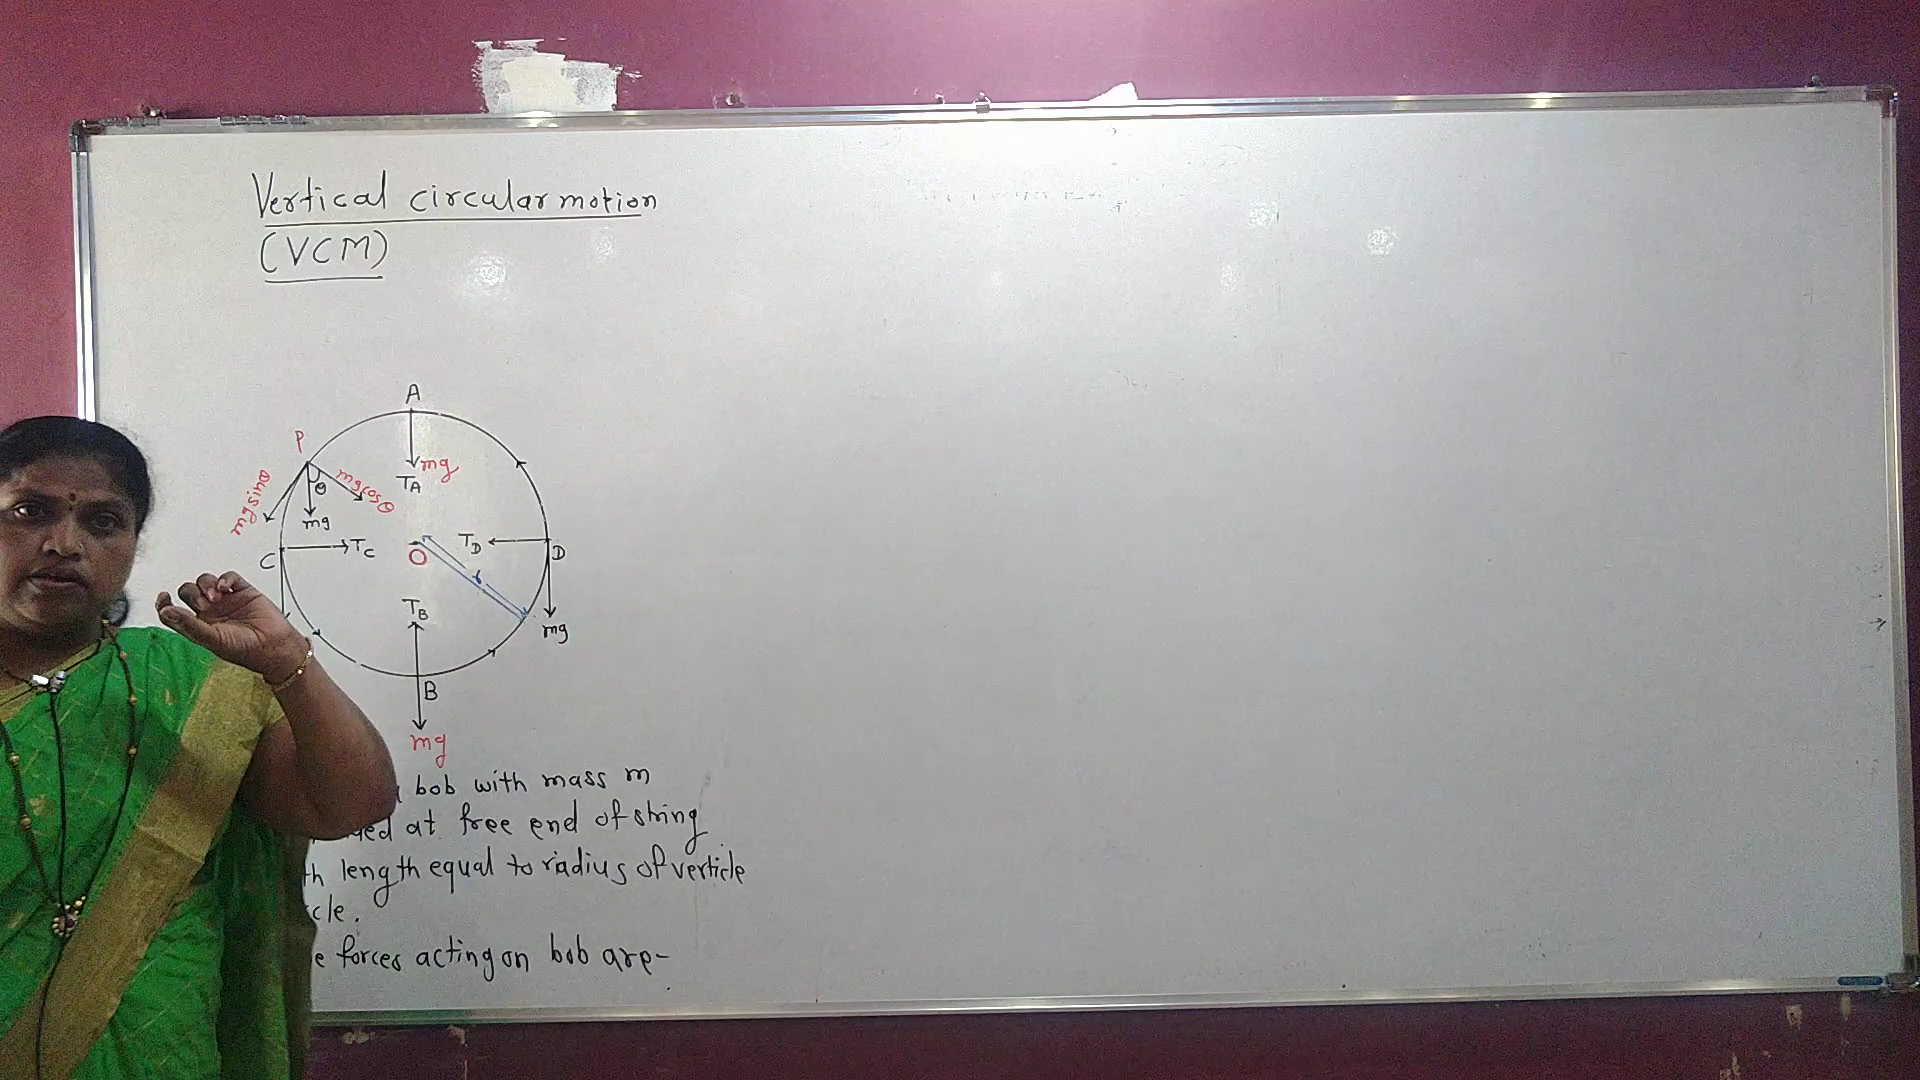 Vertical circular motion
(VCM)
A
P
mg
TA
θ
mgcosθ
mgsinθ
mg
C
TC
O
TD
D
r
TB
mg
B
mg
bob with mass m
at free end of string
length equal to radius of verticle
forces acting on bob are-